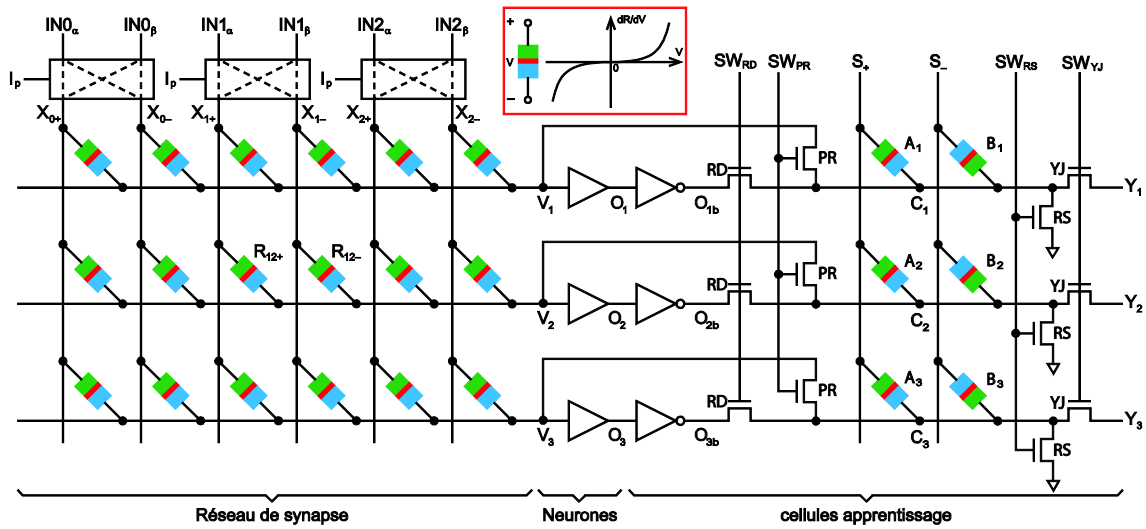 IN0α IN0β IN1α IN1β IN2α IN2β
+ V − dR/dV V 0
SWRD SWPR S+ S− SWRS SWYJ
Ip Ip Ip
X0+ X0− X1+ X1− X2+ X2−
A1 B1
RD PR YJ
V1 O1 O1b C1 RS Y1
R12+ R12− A2 B2
RD PR YJ
V2 O2 O2b C2 RS Y2
A3 B3
RD PR YJ
V3 O3 O3b C3 RS Y3
Réseau de synapse Neurones cellules apprentissage